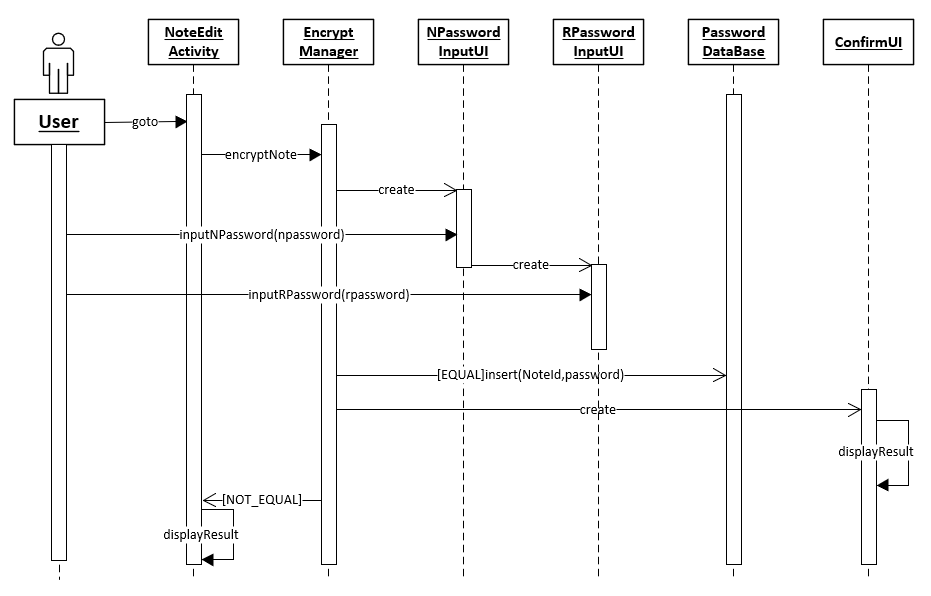 NoteEdit
Activity
Encrypt
Manager
NPassword
InputUI
RPassword
InputUI
Password
DataBase
ConfirmUI
User
goto
encryptNote
create
inputNPassword(npassword)
create
inputRPassword(rpassword)
[EQUAL]insert(NoteId,password)
create
displayResult
[NOT_EQUAL]
displayResult